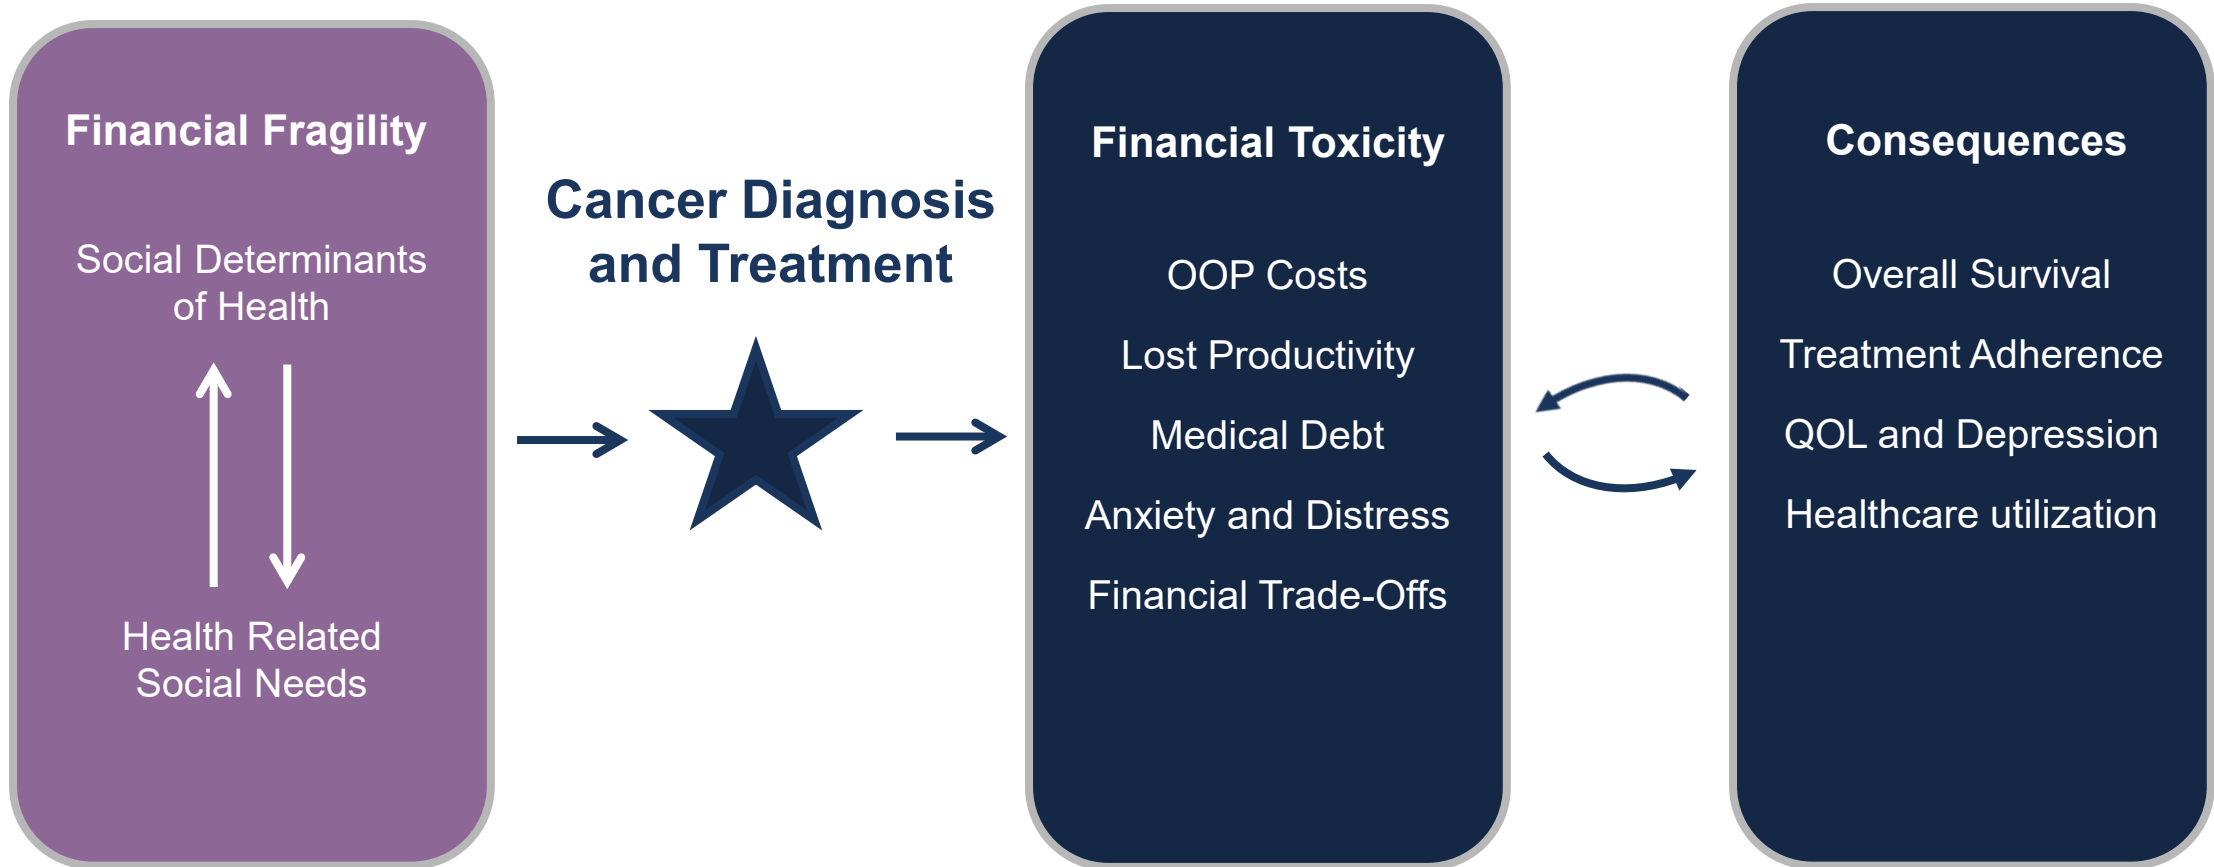 Financial Fragility
Social Determinants
of Health
Health Related
Social Needs
Cancer Diagnosis
and Treatment
Financial Toxicity
OOP Costs
Lost Productivity
Medical Debt
Anxiety and Distress
Financial Trade-Offs
Consequences
Overall Survival
Treatment Adherence
QOL and Depression
Healthcare utilization